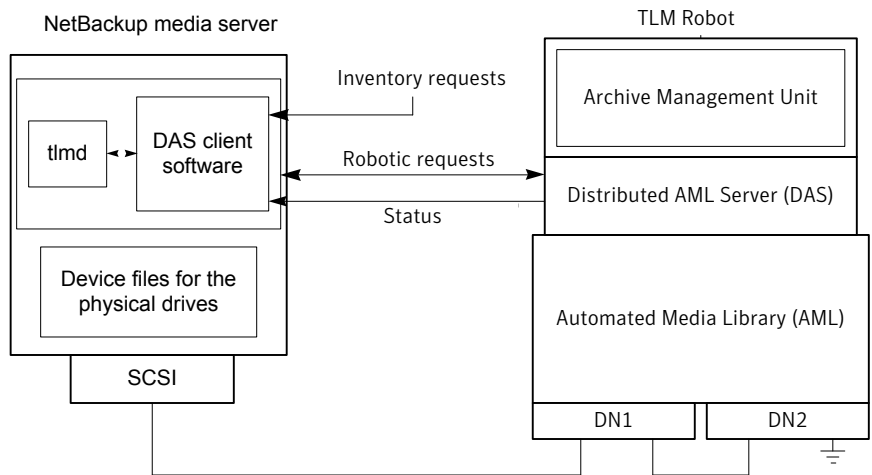 NetBackup media server
TLM Robot
Inventory requests
Archive Management Unit
tlmd
DAS client
software
Robotic requests
Distributed AML Server (DAS)
Status
Device files for the
physical drives
Automated Media Library (AML)
SCSI
DN1
DN2